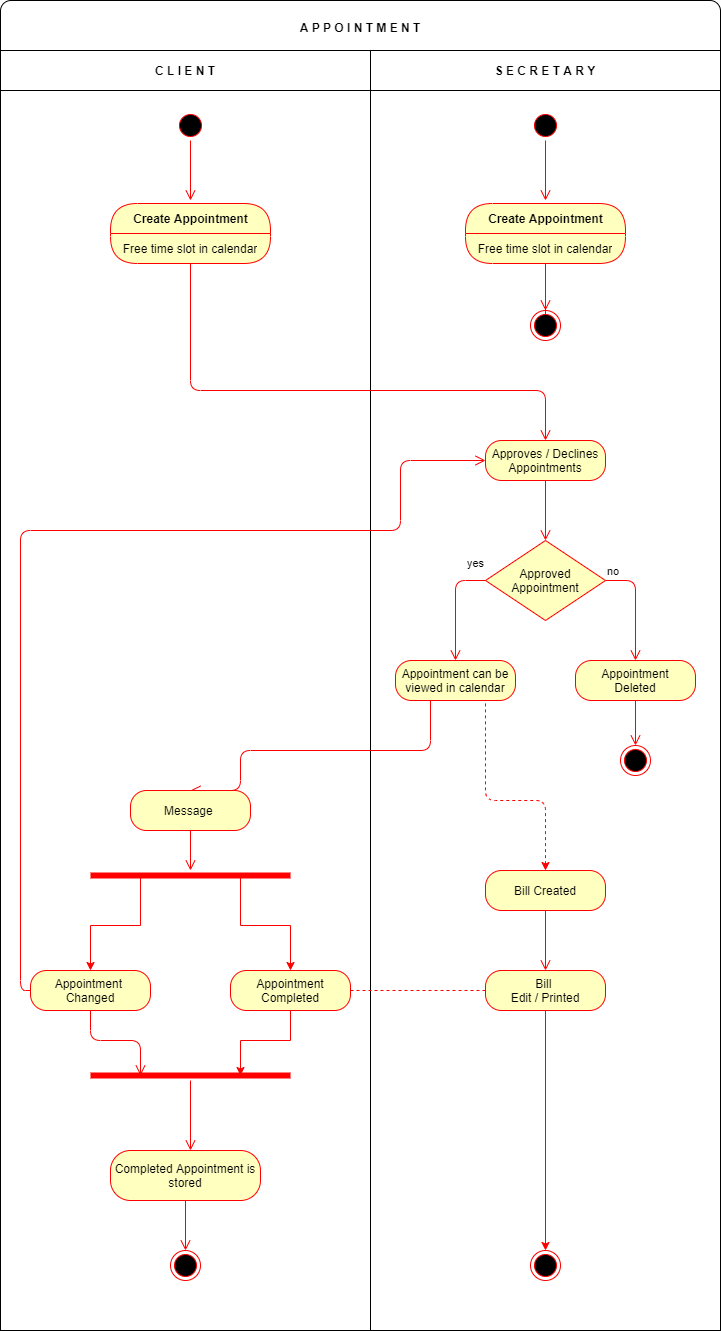 APPOINTMENT
CLIENT
SECRETARY
Create Appointment
Free time slot in calendar
Create Appointment
Free time slot in calendar
Approves / Declines
Appointments
Approved
Appointment
yes
no
Appointment can be
viewed in calendar
Appointment
Deleted
Message
Bill Created
Appointment
Changed
Appointment
Completed
Bill
Edit / Printed
Completed Appointment is
stored